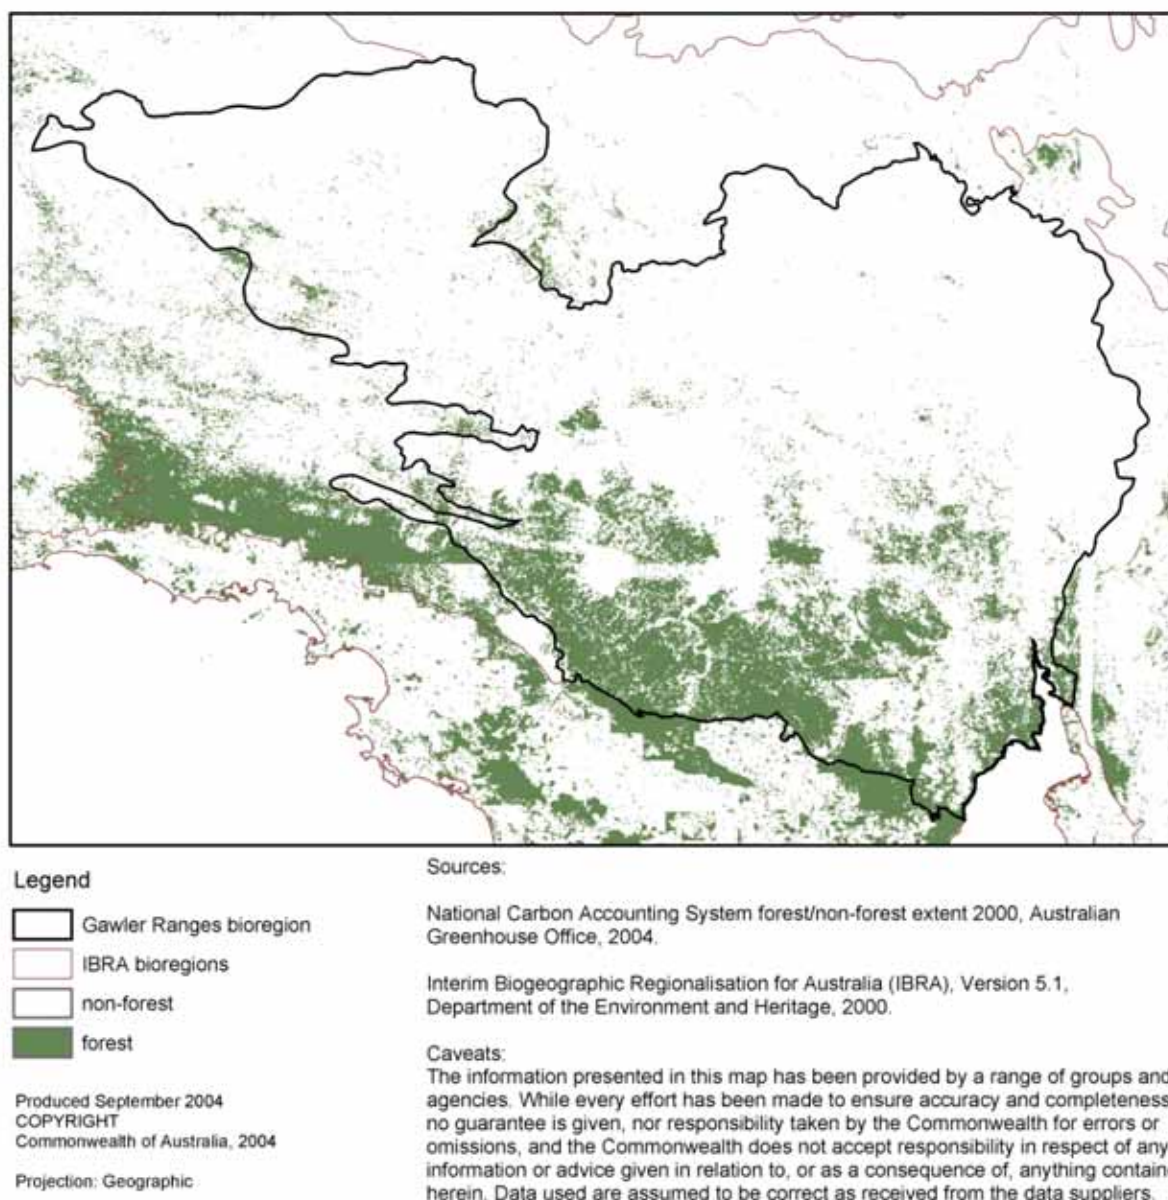 Legend
Gawler Ranges bioregion
IBRA bioregions
non-forest
forest
Produced September 2004
COPYRIGHT
Commonwealth of Australia, 2004
Projection: Geographic
Sources:
National Carbon Accounting System forest/non-forest extent 2000, Australian
Greenhouse Office, 2004.
Interim Biogeographic Regionalisation for Australia (IBRA), Version 5.1,
Department of the Environment and Heritage, 2000.
Caveats:
The information presented in this map has been provided by a range of groups and
agencies. While every effort has been made to ensure accuracy and completeness
no guarantee is given, nor responsibility taken by the Commonwealth for errors or
omissions, and the Commonwealth does not accept responsibility in respect of any
information or advice given in relation to, or as a consequence of, anything contain
herein. Data used are assumed to be correct as received from the data suppliers